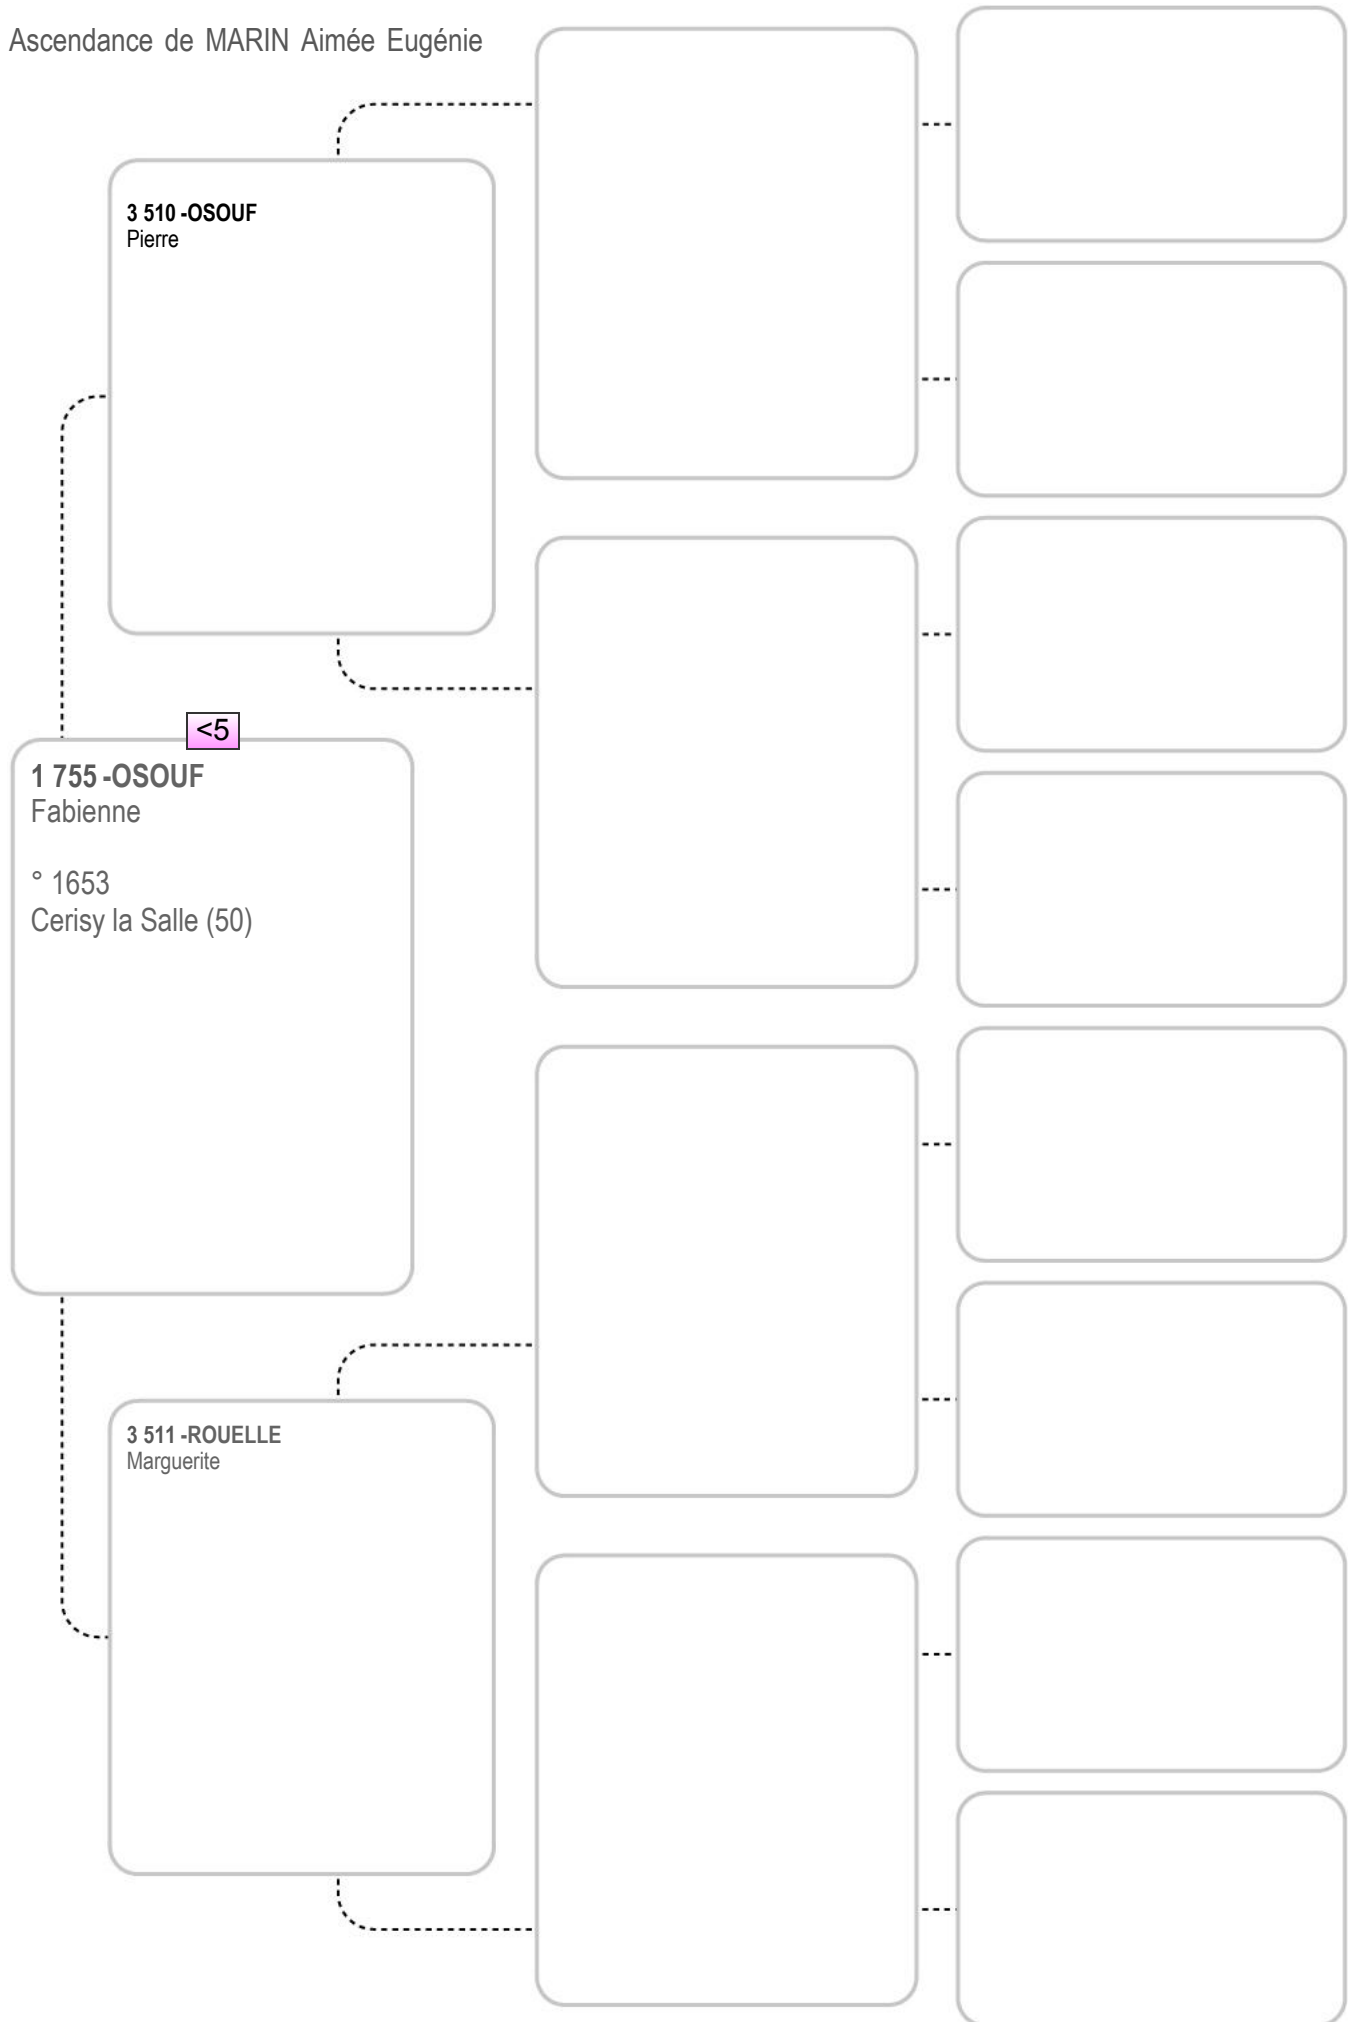 Ascendance de MARIN Aimée Eugénie
3 510 -OSOUF
Pierre
<5
1 755 -OSOUF
Fabienne
° 1653
Cerisy la Salle (50)
3 511 -ROUELLE
Marguerite